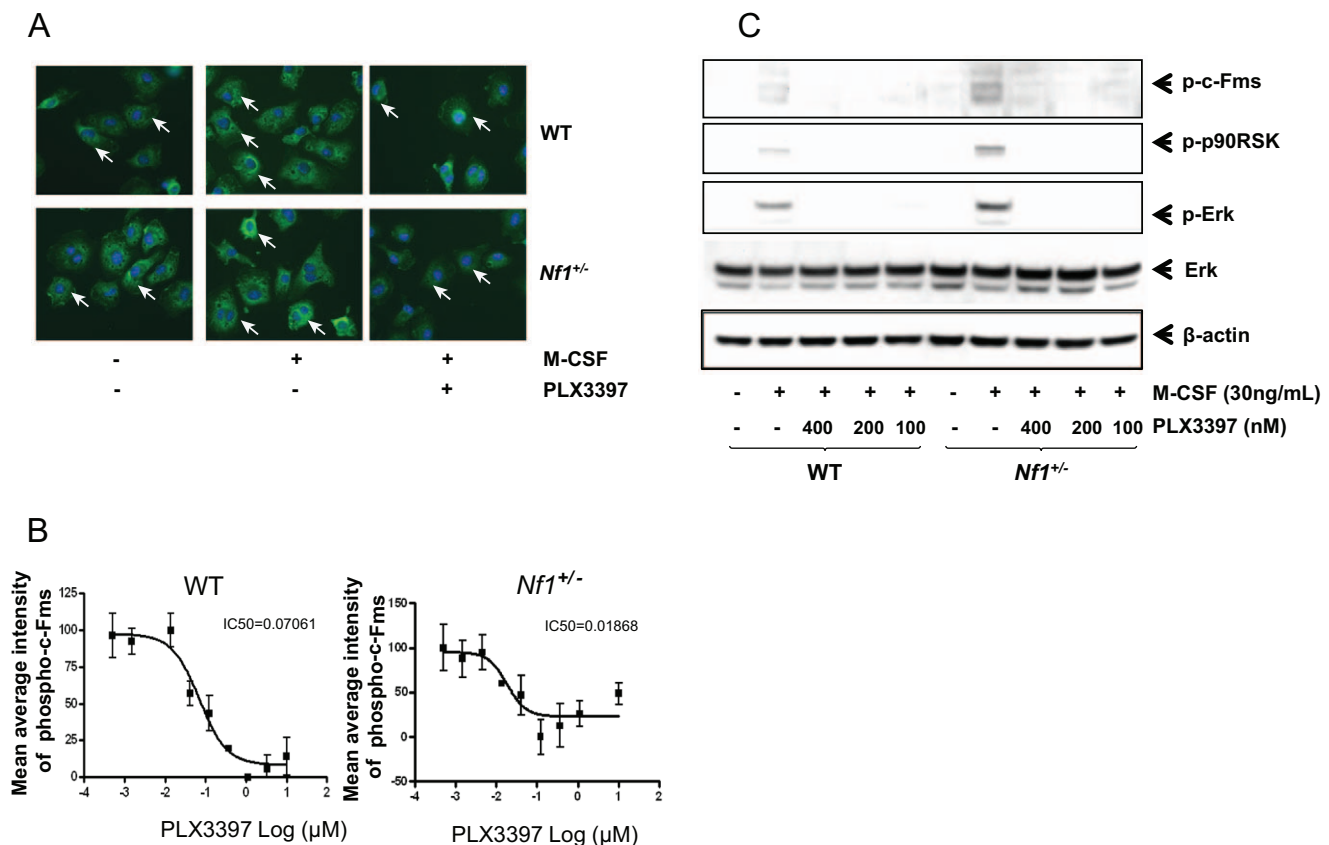 A
WT
Nf1+/-
- + + M-CSF
- - + PLX3397
B
Mean average intensity
of phospho-c-Fms
WT
IC50=0.07061
125
100
75
50
25
0
-4 -3 -2 -1 0 1 2
PLX3397 Log (µM)
Mean average intensity
of phospho-c-Fms
Nf1+/-
IC50=0.01868
150
100
50
0
-50
-4 -3 -2 -1 0 1 2
PLX3397 Log (µM)
C
p-c-Fms
p-p90RSK
p-Erk
Erk
β-actin
- + + + + - + + + + M-CSF (30ng/mL)
- - 400 200 100 - - 400 200 100 PLX3397 (nM)
WT Nf1+/-